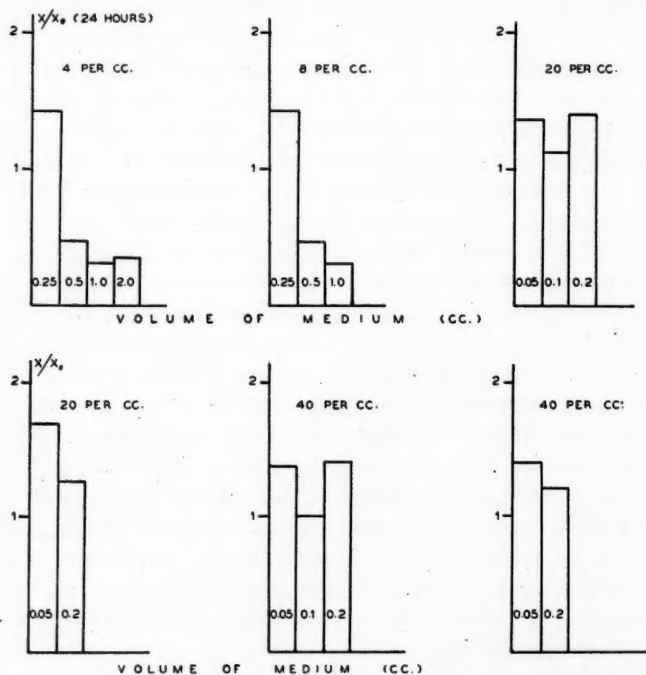 X/X₀ (24 HOURS)
2
4 PER CC.
1
0.25 0.5 1.0 2.0
2
8 PER CC.
1
0.25 0.5 1.0
2
20 PER CC.
1
0.05 0.1 0.2
VOLUME OF MEDIUM (CC.)
X/X₀
2
20 PER CC.
1
0.05 0.2
2
40 PER CC.
1
0.05 0.1 0.2
2
40 PER CC.
1
0.05 0.2
VOLUME OF MEDIUM (CC.)